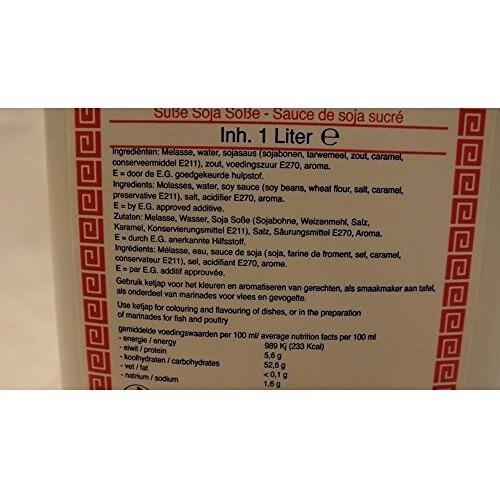 Süße Soja Soße - Sauce de soja sucré
Inh. 1 Liter ℮
Ingrediënten: Melasse, water, sojasaus (sojabonen, tarwemeel, zout, caramel,
conserveermiddel E211), zout, voedingszuur E270, aroma.
E = door de E.G. goedgekeurde hulpstof.
Ingredients: Molasses, water, soy sauce (soy beans, wheat flour, salt, caramel,
preservative E211), salt, acidifier E270, aroma.
E = by E.G. approved additive.
Zutaten: Melasse, Wasser, Soja Soße (Sojabohne, Weizenmehl, Salz,
Karamel, Konservierungsmittel E211), Salz, Säurungsmittel E270, Aroma.
E = durch E.G. anerkannte Hilfsstoff.
Ingrédients: Mélasse, eau, sauce de soja (soja, farine de froment, sel, caramel,
conservateur E211), sel, acidifiant E270, arome.
E = par E.G. additif approuvée.
Gebruik ketjap voor het kleuren en aromatiseren van gerechten, als smaakmaker aan tafel,
als onderdeel van marinades voor vlees en gevogelte.
Use ketjap for colouring and flavouring of dishes, or in the preparation
of marinades for fish and poultry
gemiddelde voedingswaarden per 100 ml/ average nutrition facts per 100 ml
- energie / energy 989 Kj (233 Kcal)
- eiwit / protein 5,6 g
- koolhydraten / carbohydrates 52,6 g
- vet / fat < 0,1 g
- natrium / sodium 1,6 g